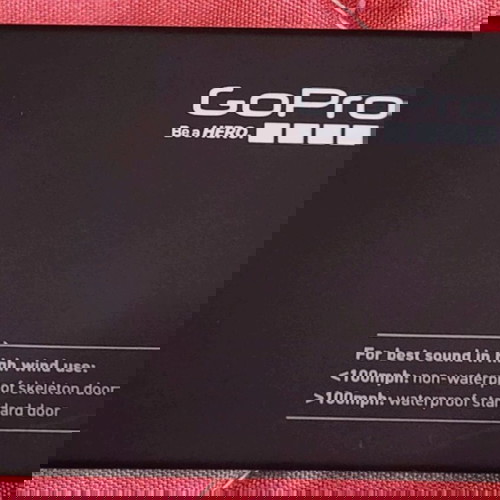 GoPro
Be a HERO.
For best sound in high wind use:
<100mph: non-waterproof skeleton door
>100mph: waterproof standard door